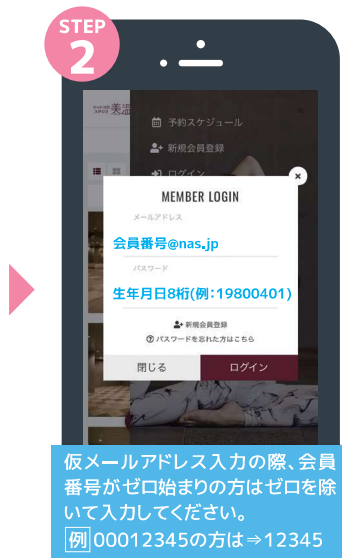 STEP
2
美温
予約スケジュール
新規会員登録
ログイン
MEMBER LOGIN
メールアドレス
会員番号@nas.jp
パスワード
生年月日8桁(例:19800401)
新規会員登録
パスワードを忘れた方はこちら
閉じる ログイン
仮メールアドレス入力の際、会員
番号がゼロ始まりの方はゼロを除
いて入力してください。
例 00012345の方は⇒12345